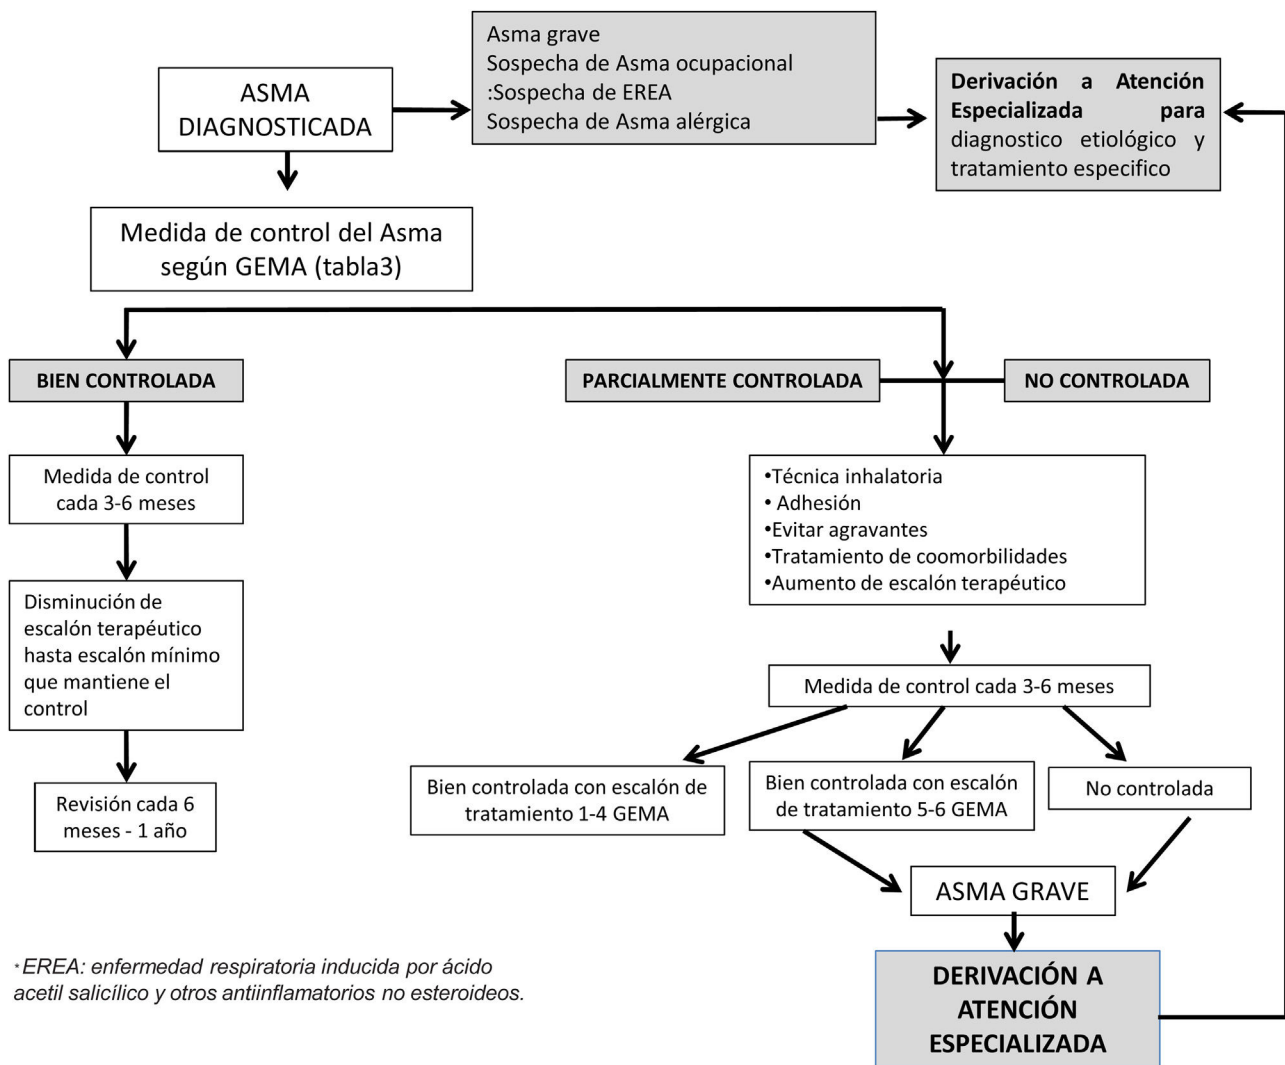 ASMA
DIAGNOSTICADA
Asma grave
Sospecha de Asma ocupacional
:Sospecha de EREA
Sospecha de Asma alérgica
Derivación a Atención
Especializada para
diagnostico etiológico y
tratamiento especifico
Medida de control del Asma
según GEMA (tabla3)
BIEN CONTROLADA
PARCIALMENTE CONTROLADA
NO CONTROLADA
Medida de control
cada 3-6 meses
Disminución de
escalón terapéutico
hasta escalón mínimo
que mantiene el
control
Revisión cada 6
meses - 1 año
•Técnica inhalatoria
• Adhesión
•Evitar agravantes
•Tratamiento de coomorbilidades
•Aumento de escalón terapéutico
Medida de control cada 3-6 meses
Bien controlada con escalón de
tratamiento 1-4 GEMA
Bien controlada con escalón
de tratamiento 5-6 GEMA
No controlada
ASMA GRAVE
DERIVACIÓN A
ATENCIÓN
ESPECIALIZADA
*EREA: enfermedad respiratoria inducida por ácido
acetil salicílico y otros antiinflamatorios no esteroideos.